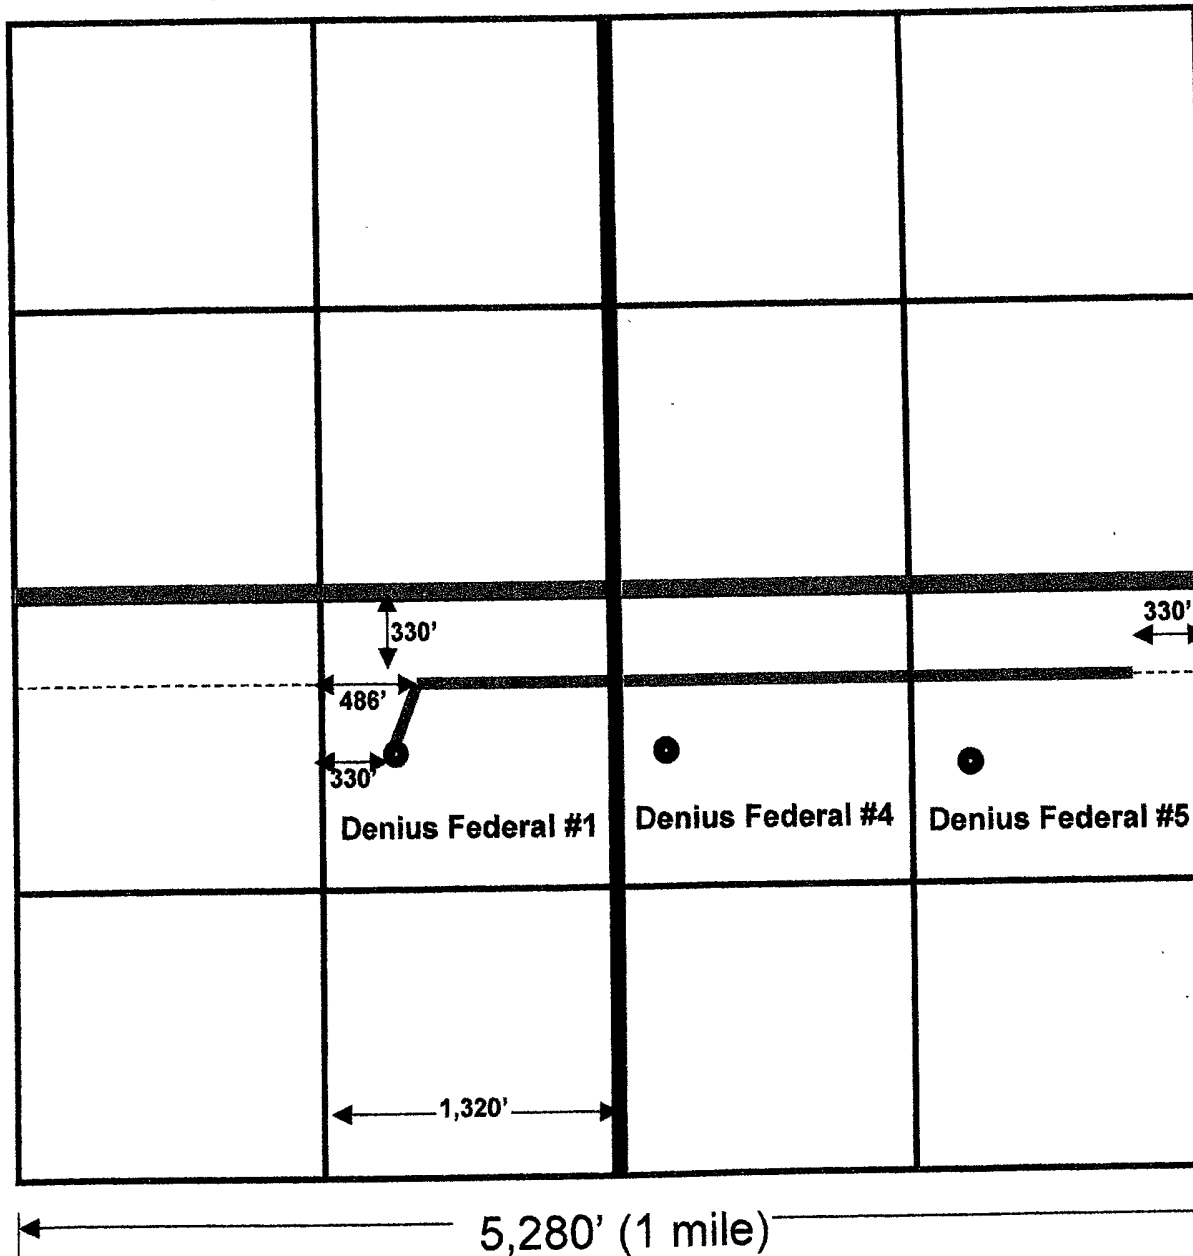 330’
330’
486’
330’
Denius Federal #1
Denius Federal #4
Denius Federal #5
1,320’
5,280’ (1 mile)